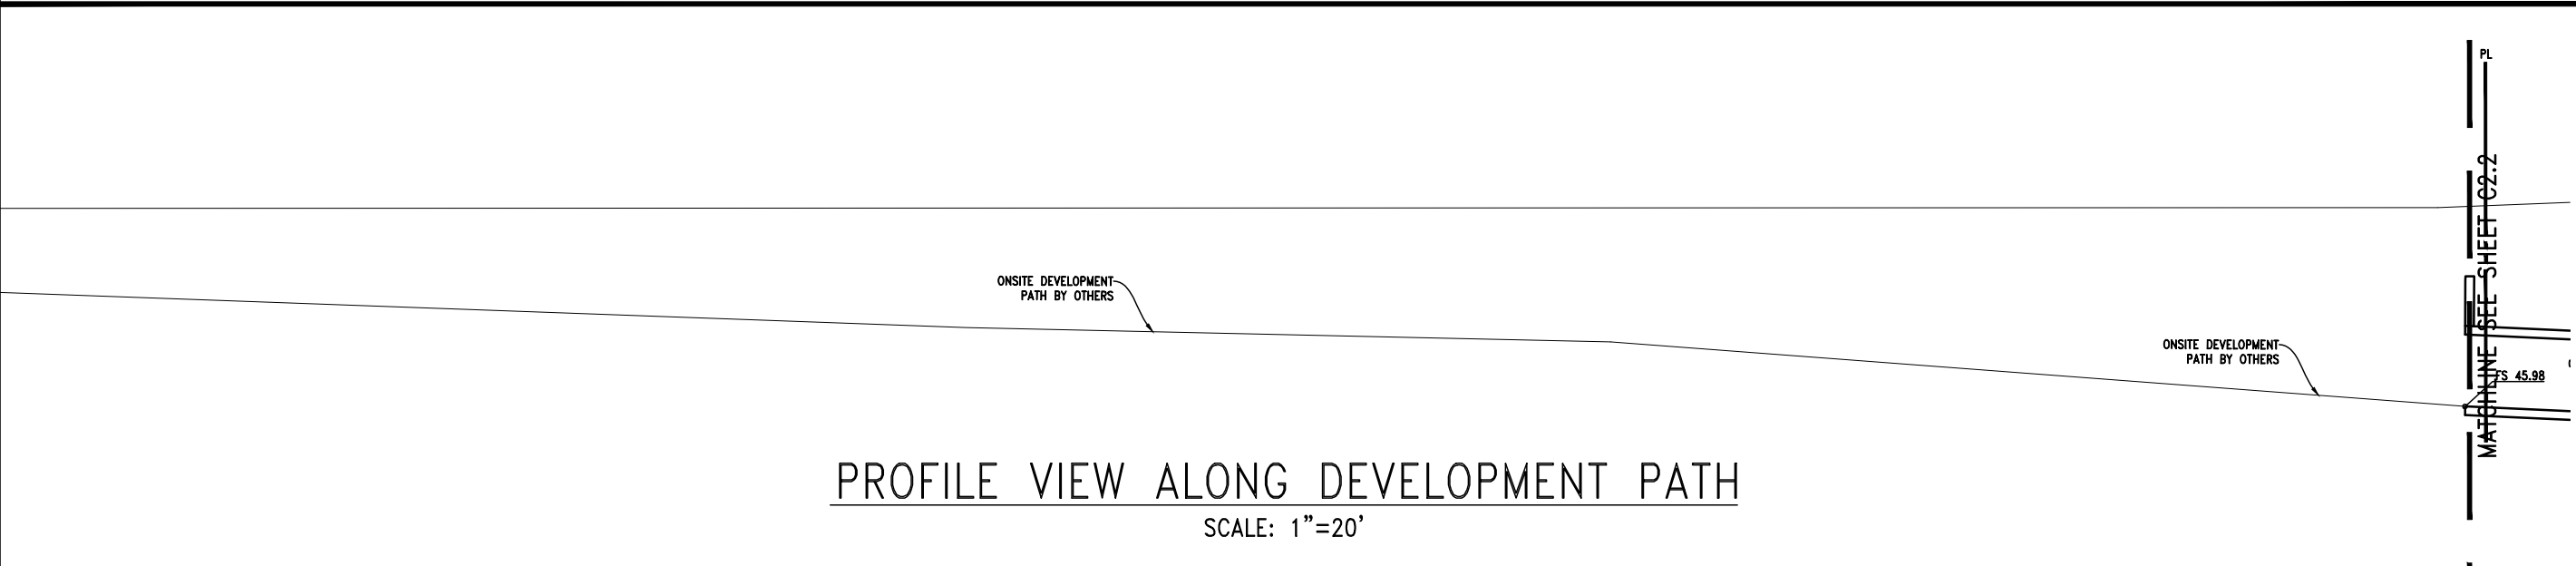 PL
MATCHLINE SEE SHEET C2.2
ONSITE DEVELOPMENT
PATH BY OTHERS
ONSITE DEVELOPMENT
PATH BY OTHERS
FS 45.98
PROFILE VIEW ALONG DEVELOPMENT PATH
SCALE: 1"=20'